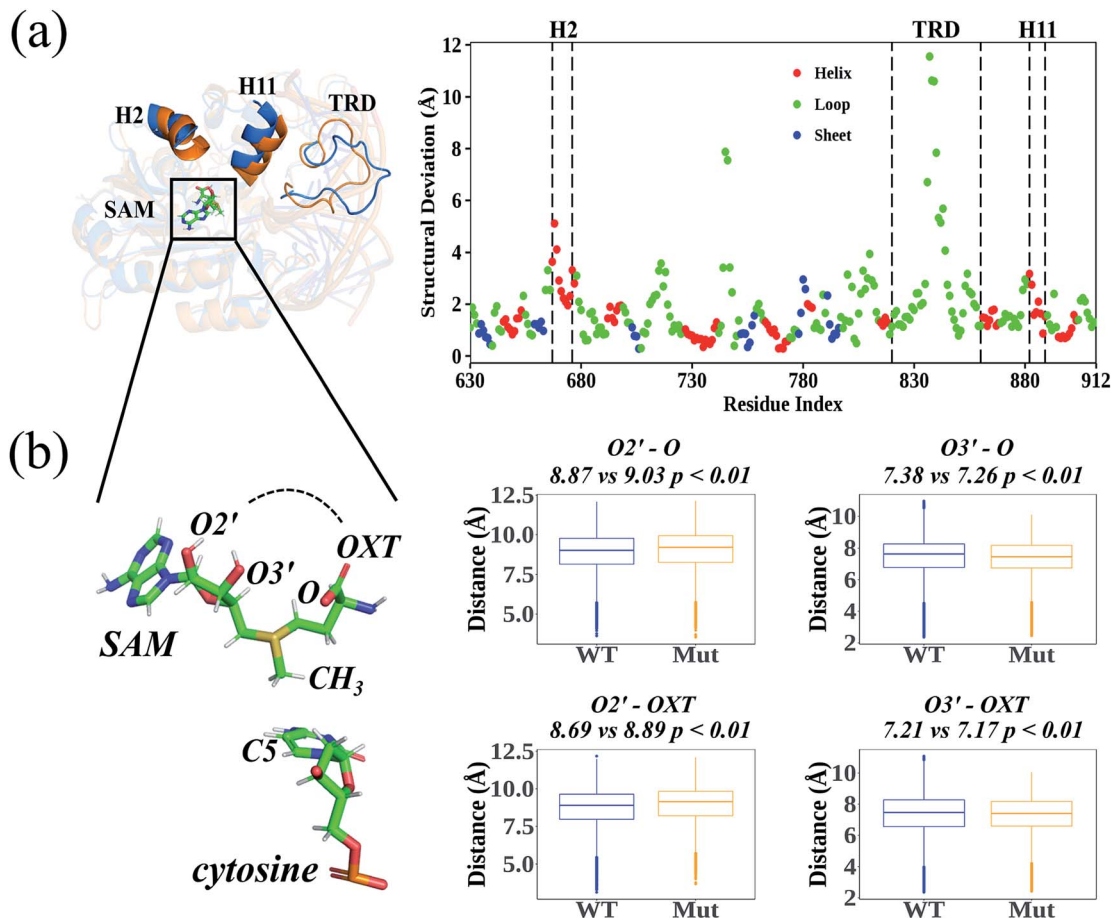 (a)
H2
H11
TRD
SAM
H2
TRD
H11
Structural Deviation (Å)
12
10
8
6
4
2
0
Helix
Loop
Sheet
630
680
730
780
830
880
912
Residue Index
(b)
O2'
OXT
O3'
O
SAM
CH3
C5
cytosine
O2' - O
8.87 vs 9.03 p < 0.01
Distance (Å)
12.5
10.0
7.5
5.0
WT
Mut
O3' - O
7.38 vs 7.26 p < 0.01
Distance (Å)
10
8
6
4
2
WT
Mut
O2' - OXT
8.69 vs 8.89 p < 0.01
Distance (Å)
12.5
10.0
7.5
5.0
WT
Mut
O3' - OXT
7.21 vs 7.17 p < 0.01
Distance (Å)
10
8
6
4
2
WT
Mut